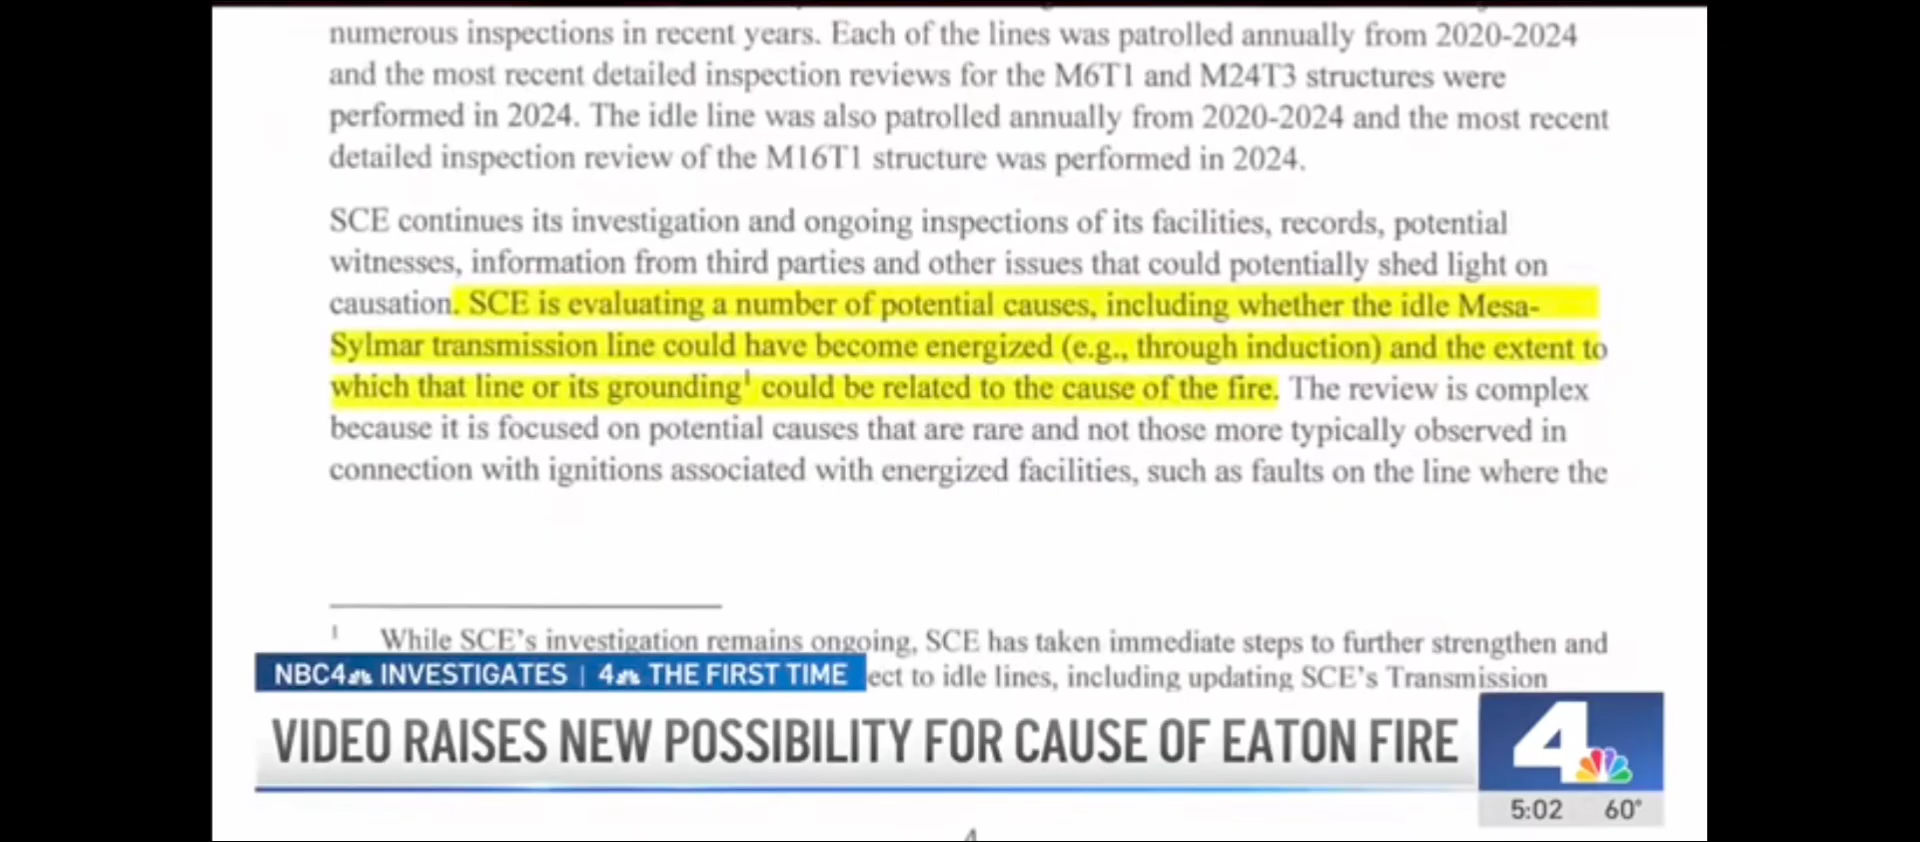 numerous inspections in recent years. Each of the lines was patrolled annually from 2020-2024
and the most recent detailed inspection reviews for the M6T1 and M24T3 structures were
performed in 2024. The idle line was also patrolled annually from 2020-2024 and the most recent
detailed inspection review of the M16T1 structure was performed in 2024.
SCE continues its investigation and ongoing inspections of its facilities, records, potential
witnesses, information from third parties and other issues that could potentially shed light on
causation. SCE is evaluating a number of potential causes, including whether the idle Mesa-
Sylmar transmission line could have become energized (e.g., through induction) and the extent to
which that line or its grounding¹ could be related to the cause of the fire. The review is complex
because it is focused on potential causes that are rare and not those more typically observed in
connection with ignitions associated with energized facilities, such as faults on the line where the
1 While SCE's investigation remains ongoing, SCE has taken immediate steps to further strengthen and
NBC4 INVESTIGATES | 4 THE FIRST TIME
ect to idle lines, including updating SCE's Transmission
VIDEO RAISES NEW POSSIBILITY FOR CAUSE OF EATON FIRE
4
5:02 60°